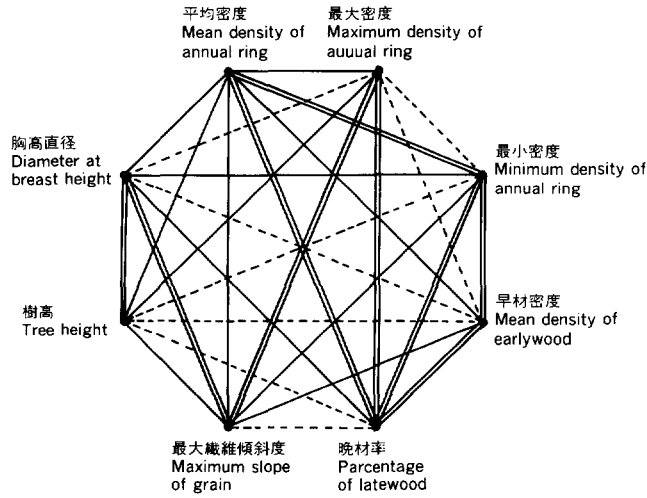 平均密度
Mean density of
annual ring
最大密度
Maximum density of
auuual ring
胸高直径
Diameter at
breast height
最小密度
Minimum density of
annual ring
樹高
Tree height
早材密度
Mean density of
earlywood
最大繊維傾斜度
Maximum slope
of grain
晩材率
Parcentage
of latewood